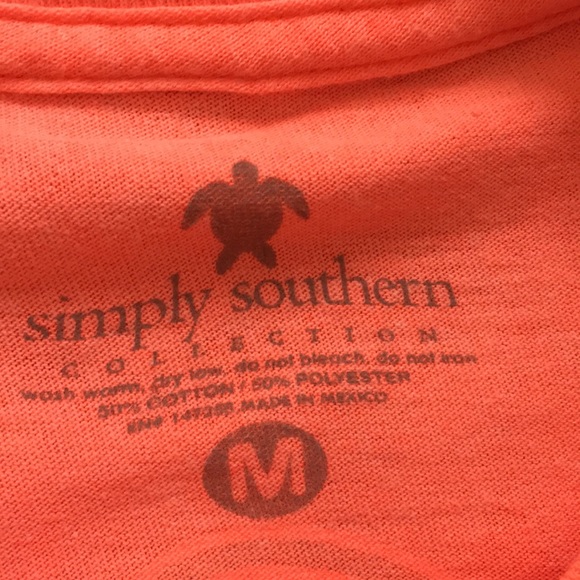 simply southern
COLLECTION
wash warm, dry low, do not bleach, do not iron
50% COTTON / 50% POLYESTER
RN# MADE IN MEXICO
M